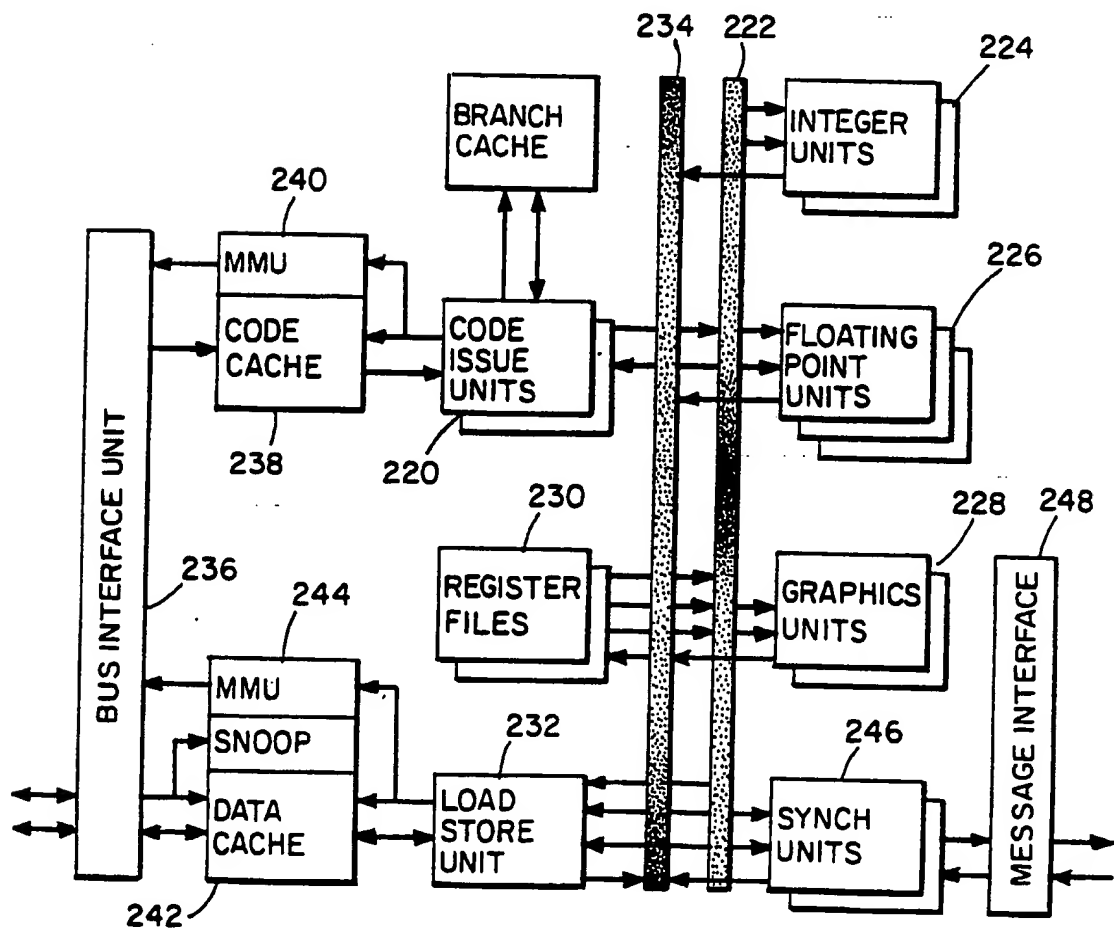 234
222
224
BRANCH
CACHE
INTEGER
UNITS
240
MMU
226
CODE
CACHE
CODE
ISSUE
UNITS
FLOATING
POINT
UNITS
238
220
BUS INTERFACE UNIT
230
228
248
236
REGISTER
FILES
GRAPHICS
UNITS
244
MMU
SNOOP
232
246
MESSAGE INTERFACE
DATA
CACHE
LOAD
STORE
UNIT
SYNCH
UNITS
242